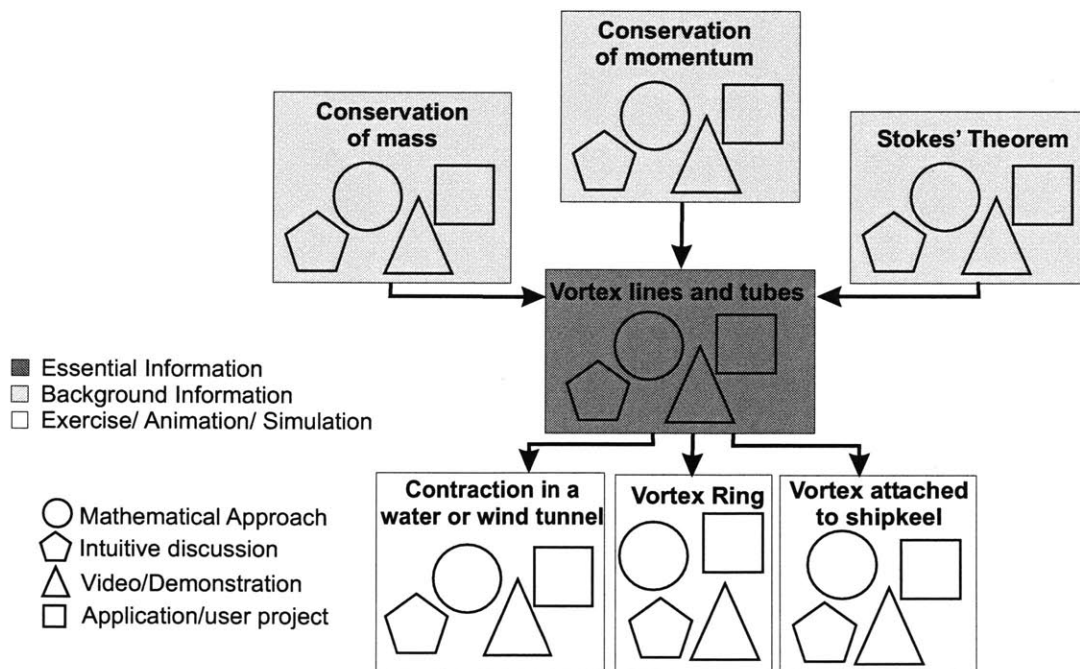 Conservation
of momentum
Conservation
of mass
Stokes' Theorem
Vortex lines and tubes
Essential Information
Background Information
Exercise/ Animation/ Simulation
Contraction in a
water or wind tunnel
Vortex Ring
Vortex attached
to shipkeel
Mathematical Approach
Intuitive discussion
Video/Demonstration
Application/user project